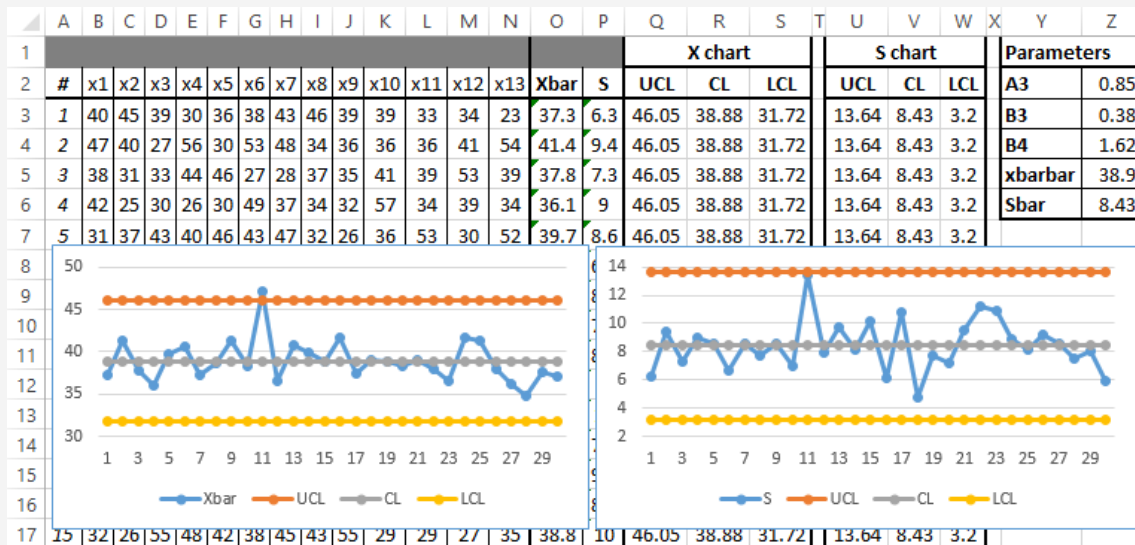 A B C D E F G H I J K L M N O P Q R S T U V W X Y Z
1 X chart S chart Parameters
2 # x1 x2 x3 x4 x5 x6 x7 x8 x9 x10 x11 x12 x13 Xbar S UCL CL LCL UCL CL LCL A3 0.85
3 1 40 45 39 30 36 38 43 46 39 39 33 34 23 37.3 6.3 46.05 38.88 31.72 13.64 8.43 3.2 B3 0.38
4 2 47 40 27 56 30 53 48 34 36 36 36 41 54 41.4 9.4 46.05 38.88 31.72 13.64 8.43 3.2 B4 1.62
5 3 38 31 33 44 46 27 28 37 35 41 39 53 39 37.8 7.3 46.05 38.88 31.72 13.64 8.43 3.2 xbarbar 38.9
6 4 42 25 30 26 30 49 37 34 32 57 34 39 34 36.1 9 46.05 38.88 31.72 13.64 8.43 3.2 Sbar 8.43
7 5 31 37 43 40 46 43 47 32 26 36 53 30 52 39.7 8.6 46.05 38.88 31.72 13.64 8.43 3.2
8
9
10
11
12
13
14
15
16
50
45
40
35
30
1 3 5 7 9 11 13 15 17 19 21 23 25 27 29
Xbar UCL CL LCL
14
12
10
8
6
4
2
1 3 5 7 9 11 13 15 17 19 21 23 25 27 29
S UCL CL LCL
17 15 32 26 55 48 42 38 45 43 55 29 29 27 35 38.8 10 46.05 38.88 31.72 13.64 8.43 3.2